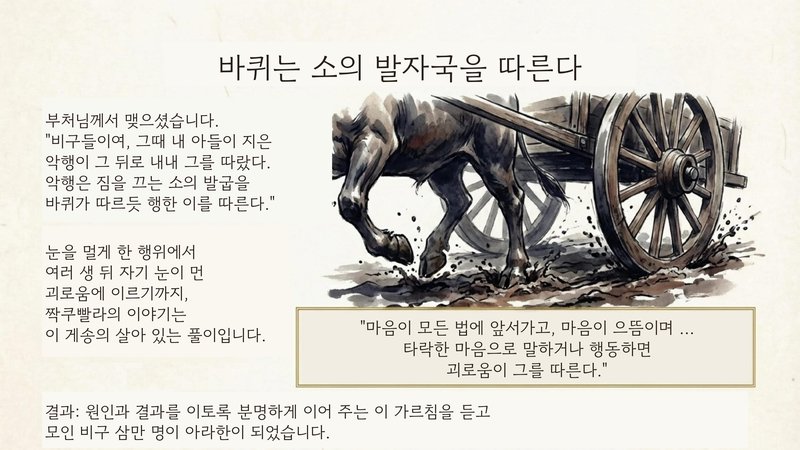 바퀴는 소의 발자국을 따른다
부처님께서 맺으셨습니다.
"비구들이여, 그때 내 아들이 지은
악행이 그 뒤로 내내 그를 따랐다.
악행은 짐을 끄는 소의 발굽을
바퀴가 따르듯 행한 이를 따른다."
눈을 멀게 한 행위에서
여러 생 뒤 자기 눈이 먼
괴로움에 이르기까지,
짝쿠빨라의 이야기는
이 게송의 살아 있는 풀이입니다.
"마음이 모든 법에 앞서가고, 마음이 으뜸이며 ...
타락한 마음으로 말하거나 행동하면
괴로움이 그를 따른다."
결과: 원인과 결과를 이토록 분명하게 이어 주는 이 가르침을 듣고
모인 비구 삼만 명이 아라한이 되었습니다.